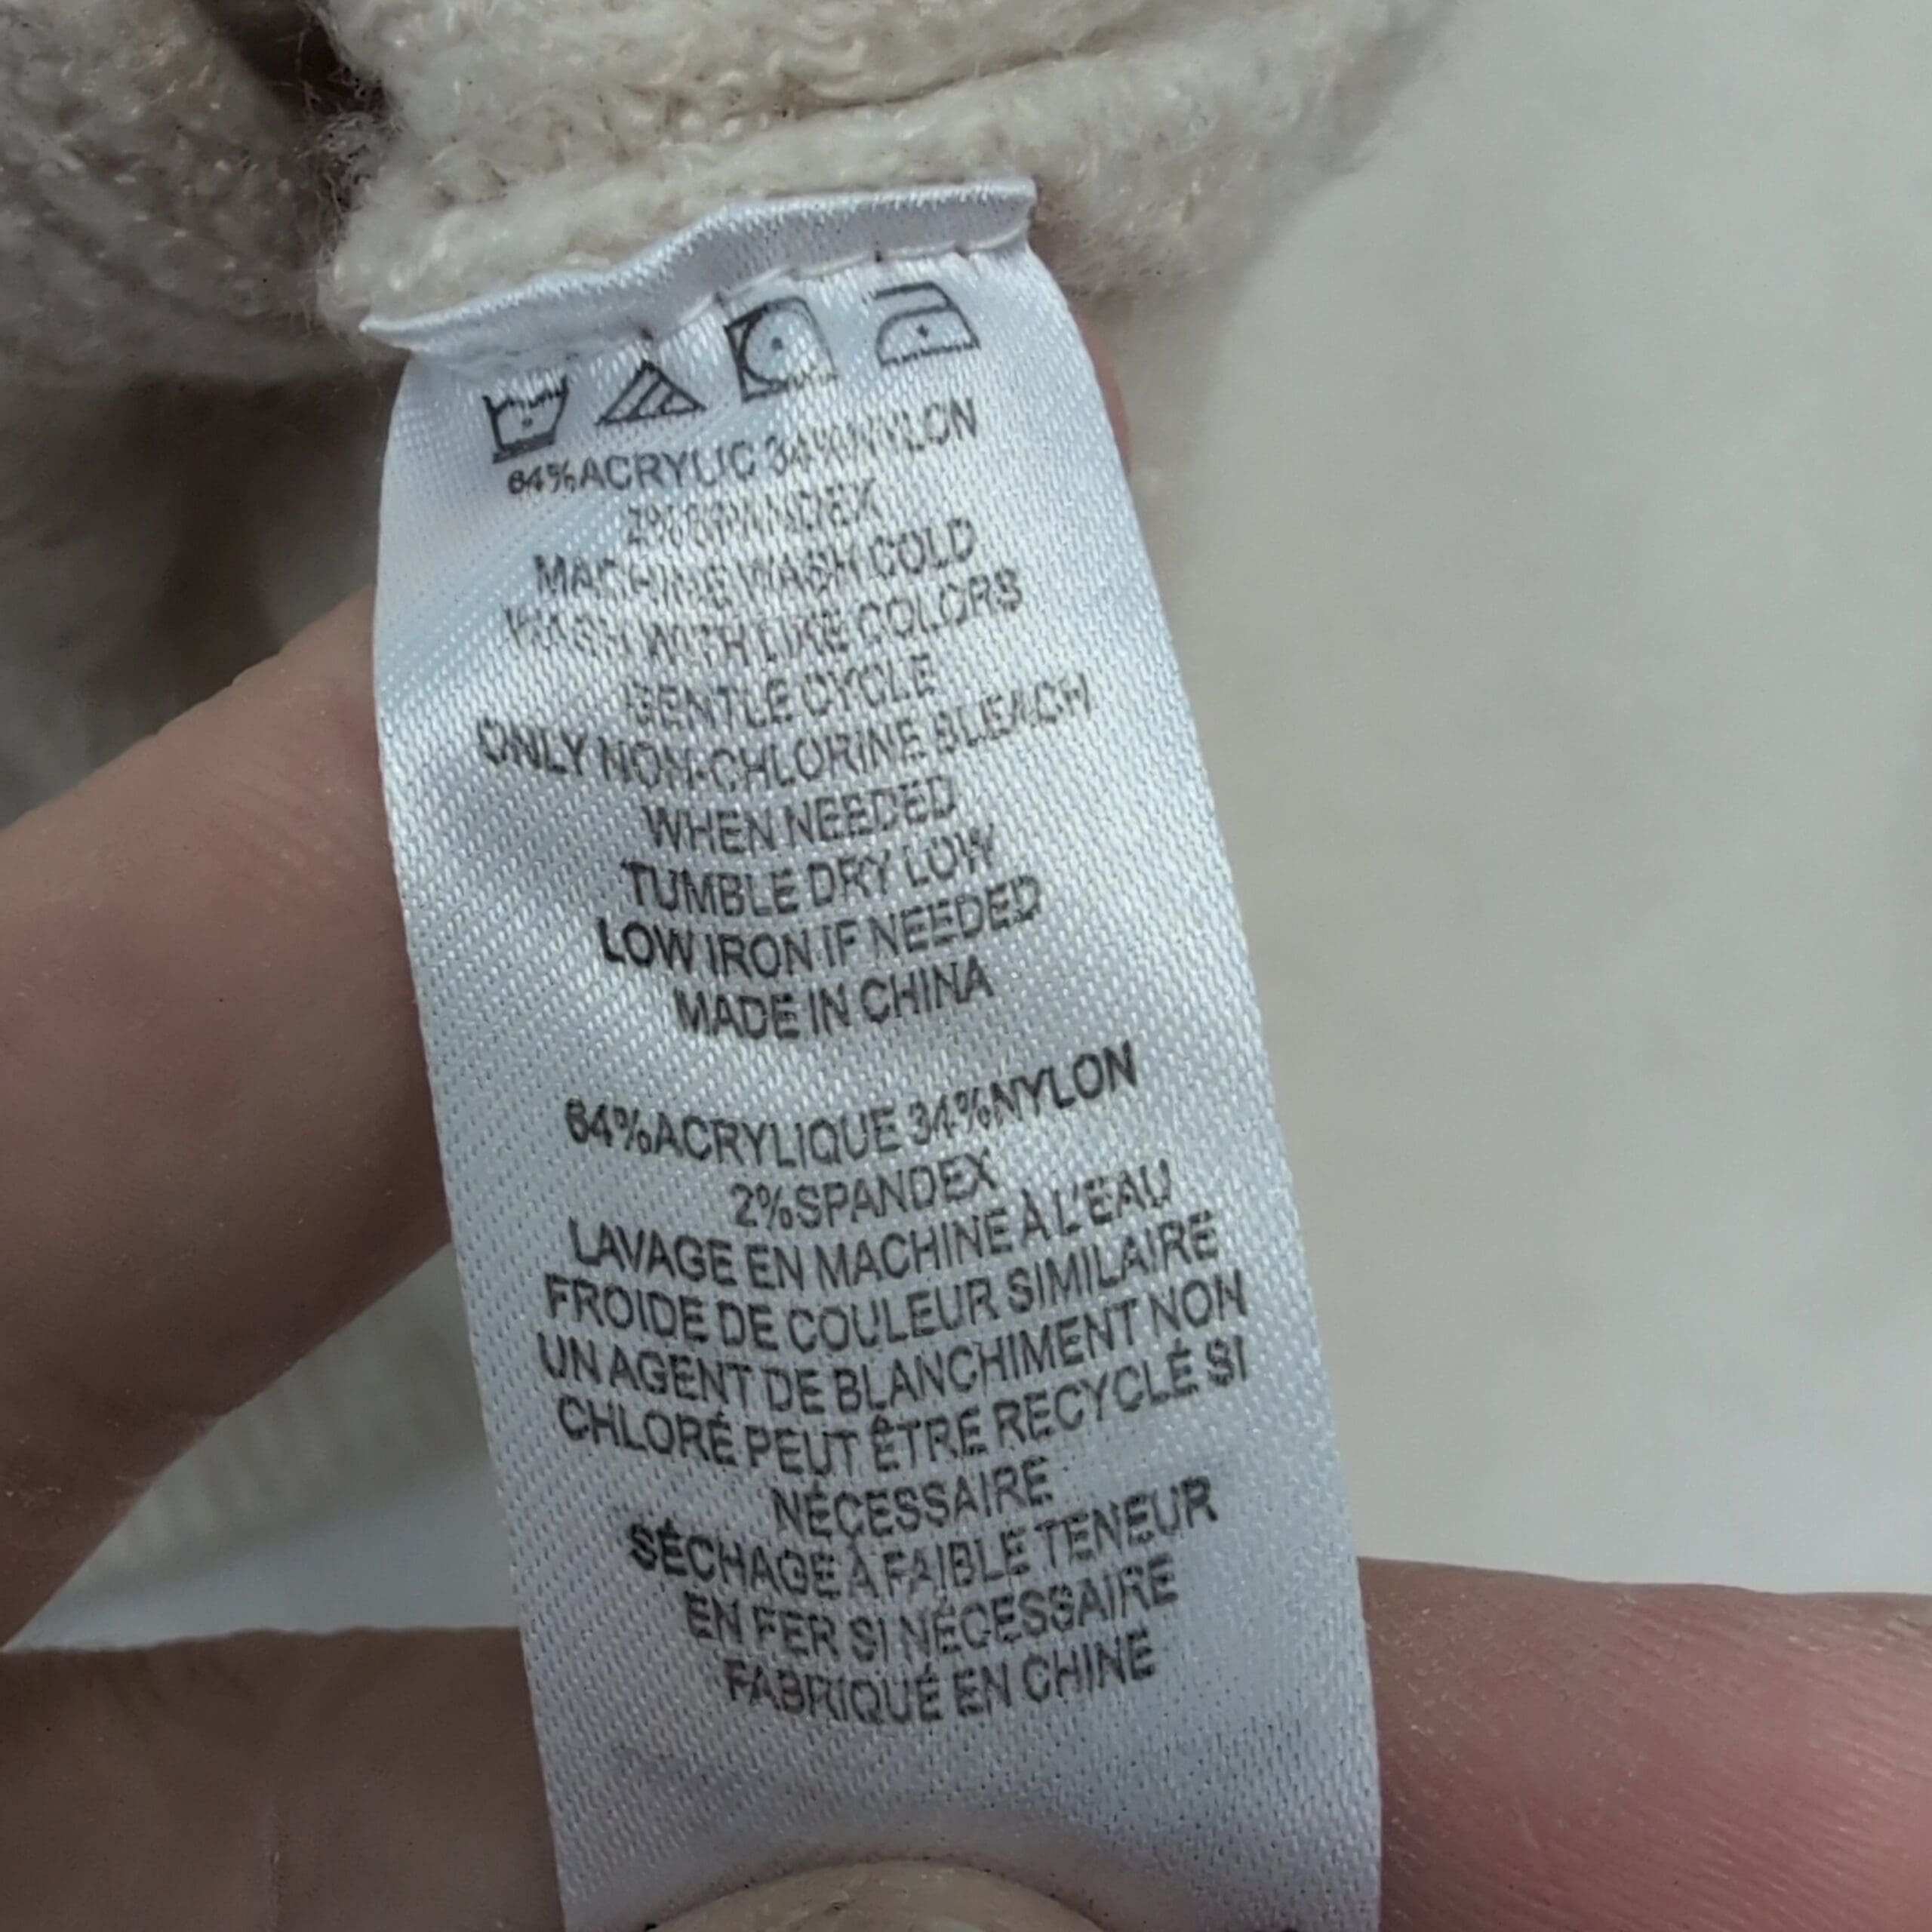 64%ACRYLIC 34%NYLON
2%SPANDEX
MACHINE WASH COLD
WASH WITH LIKE COLORS
GENTLE CYCLE
ONLY NON-CHLORINE BLEACH
WHEN NEEDED
TUMBLE DRY LOW
LOW IRON IF NEEDED
MADE IN CHINA
64%ACRYLIQUE 34%NYLON
2%SPANDEX
LAVAGE EN MACHINE À L'EAU
FROIDE DE COULEUR SIMILAIRE
UN AGENT DE BLANCHIMENT NON
CHLORÉ PEUT ÊTRE RECYCLÉ SI
NÉCESSAIRE
SÉCHAGE À FAIBLE TENEUR
EN FER SI NÉCESSAIRE
FABRIQUÉ EN CHINE